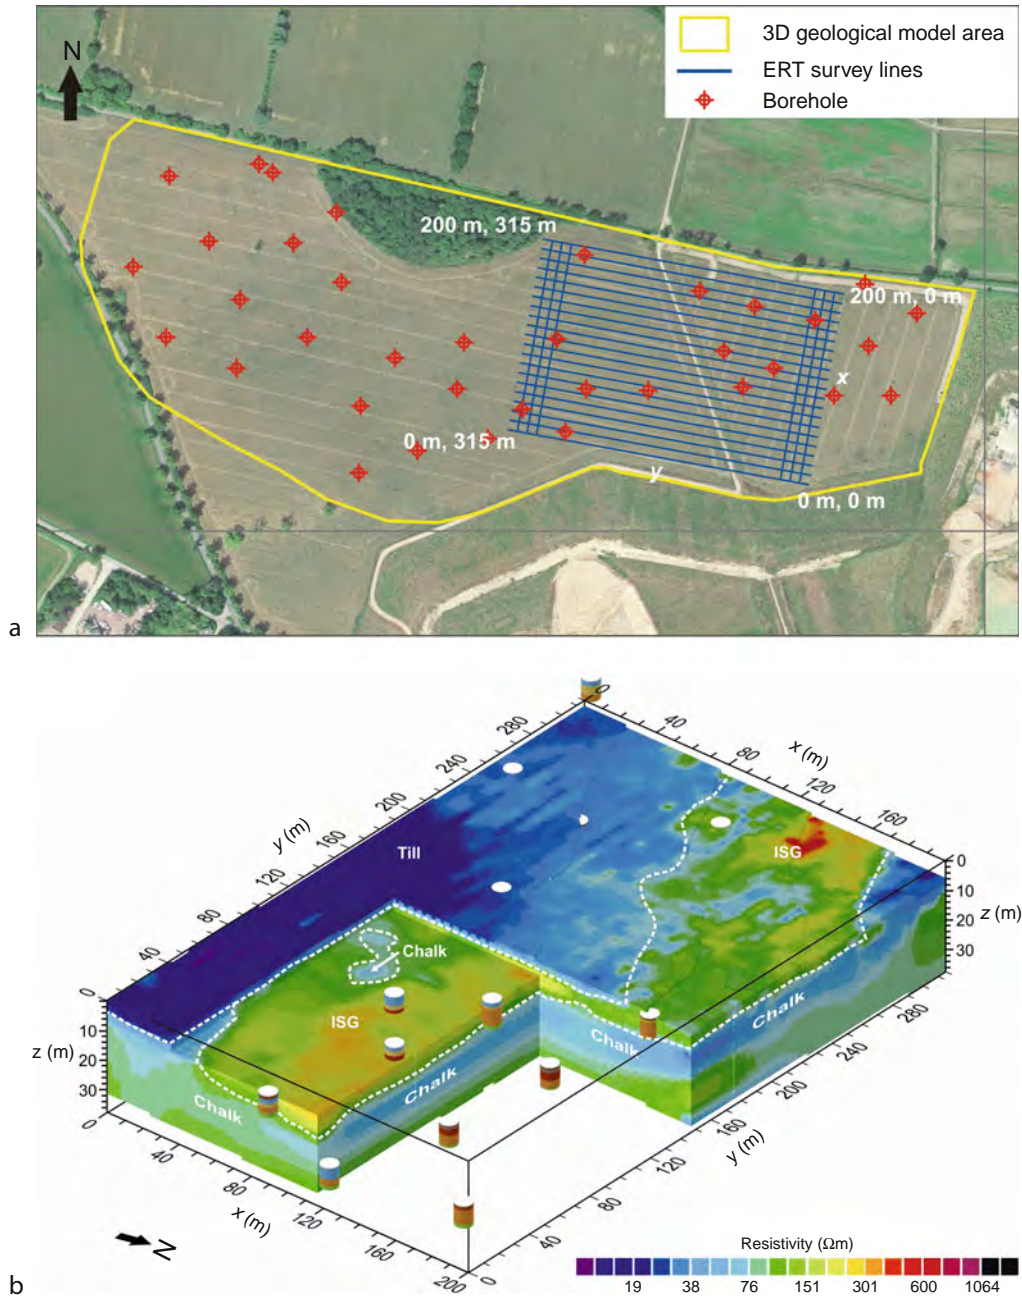 N
3D geological model area
ERT survey lines
Borehole
200 m, 315 m
200 m, 0 m
x
0 m, 315 m
y
0 m, 0 m
a
0
40
80
120
160
x (m)
280
240
200
160
120
80
40
0
y (m)
Till
ISG
Chalk
ISG
Chalk
Chalk
Chalk
Chalk
0
10
20
30
z (m)
0
10
20
30
z (m)
0
40
80
120
160
200
x (m)
0
40
80
120
160
200
240
280
y (m)
N
Resistivity (Ωm)
19 38 76 151 301 600 1064
b